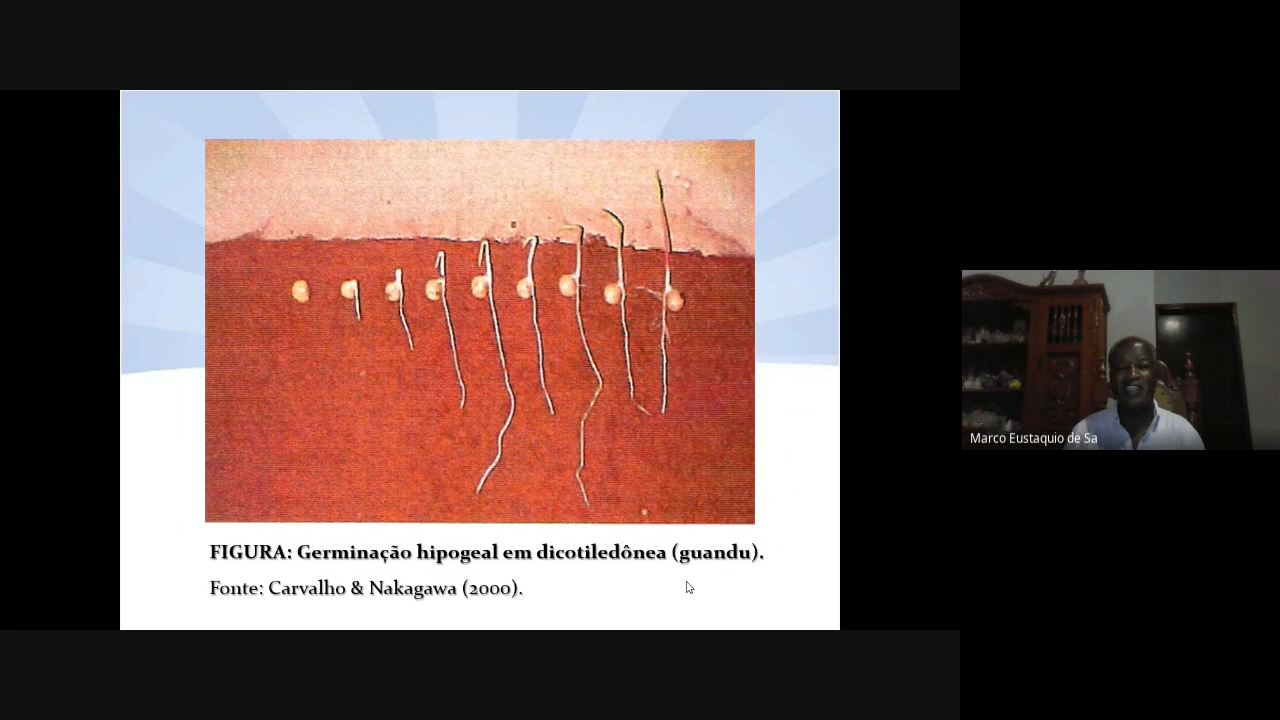 FIGURA: Germinação hipogeal em dicotiledônea (guandu).
Fonte: Carvalho & Nakagawa (2000).
Marco Eustaquio de Sa